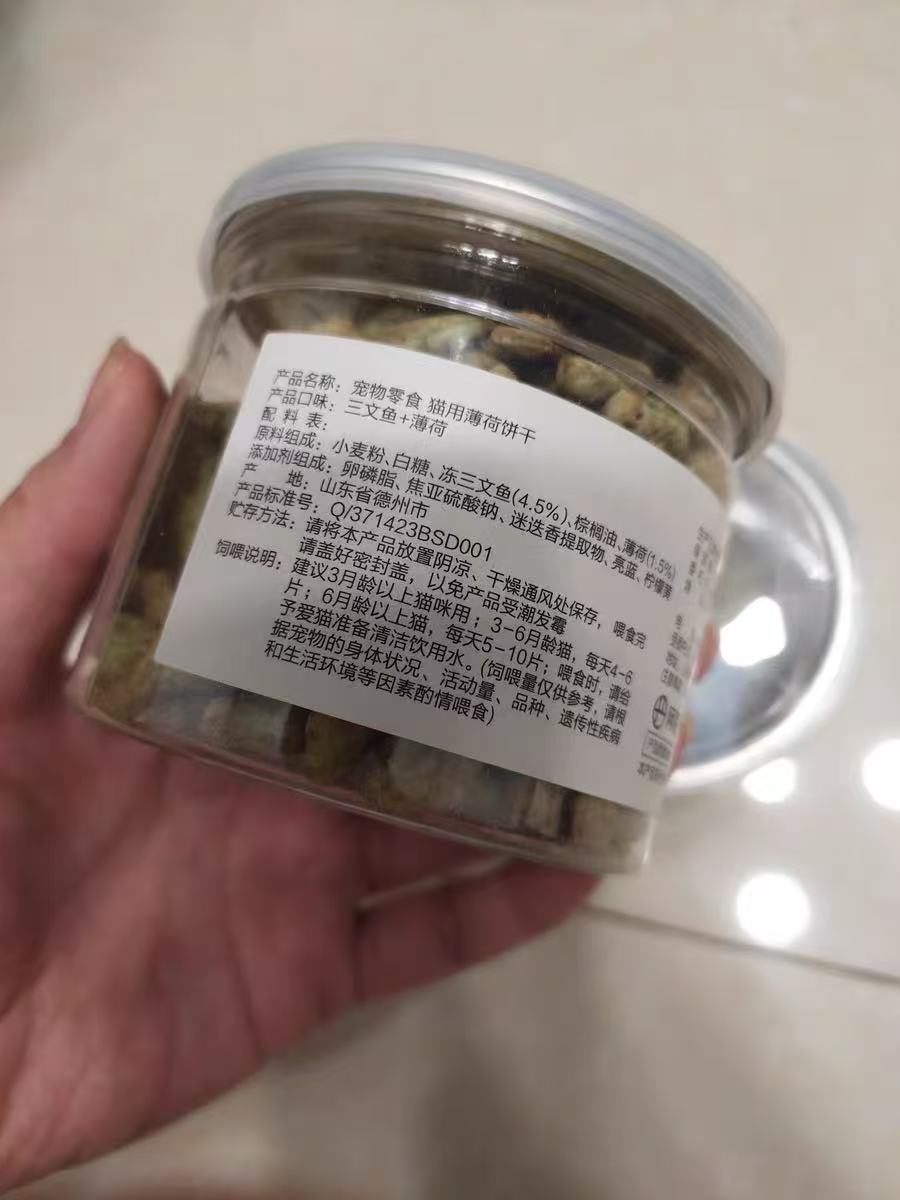 产品名称：宠物零食 猫用薄荷饼干
产品口味：三文鱼+薄荷
配 料 表：
原料组成：小麦粉、白糖、冻三文鱼(4.5%)、棕榈油、薄荷(1.5%)
添加剂组成：卵磷脂、焦亚硫酸钠、迷迭香提取物、亮蓝、柠檬黄
产 地：山东省德州市
产品标准号：Q/371423BSD001
贮存方法：请将本产品放置阴凉、干燥通风处保存，喂食完
请盖好密封盖，以免产品受潮发霉
饲喂说明：建议3月龄以上猫咪用；3-6月龄猫，每天4-6
片；6月龄以上猫，每天5-10片；喂食时，请给
予爱猫准备清洁饮用水。(饲喂量仅供参考，请根
据宠物的身体状况、活动量、品种、遗传性疾病
和生活环境等因素酌情喂食)